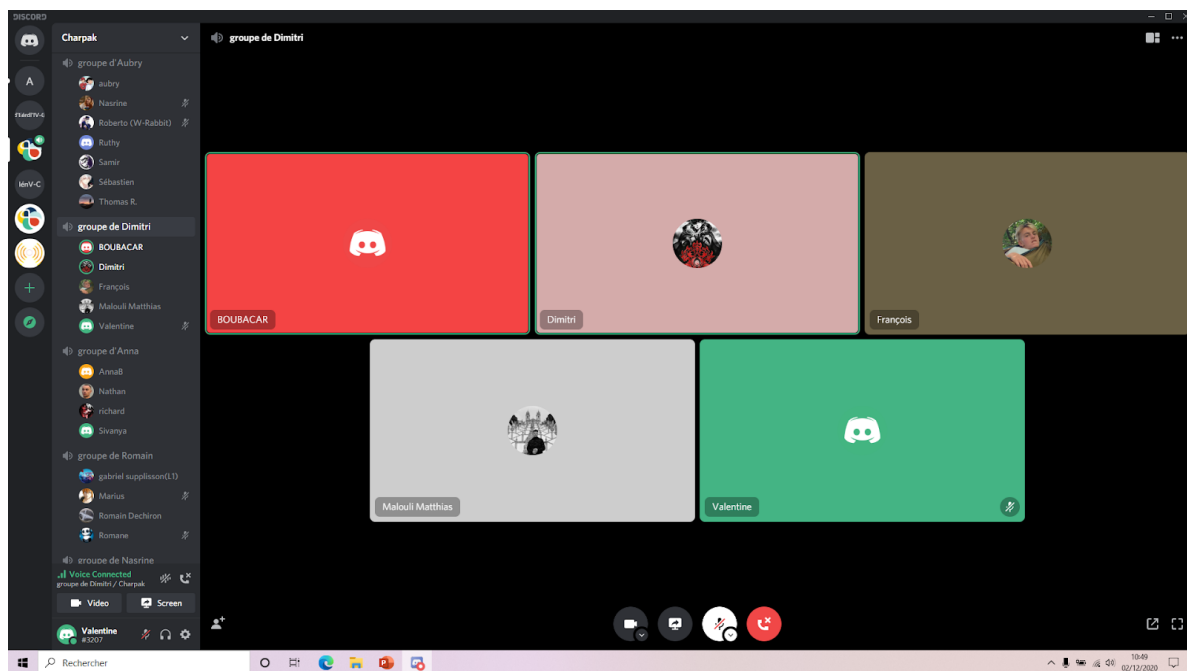 DISCORD
Charpak
groupe de Dimitri
groupe d'Aubry
aubry
Nasrine
Roberto (W-Rabbit)
Ruthy
Samir
Sébastien
Thomas R.
groupe de Dimitri
BOUBACAR
Dimitri
François
Malouli Matthias
Valentine
groupe d'Anna
AnnaB
Nathan
richard
Sivanya
groupe de Romain
gabriel supplisson(L1)
Marius
Romain Dechiron
Romane
groupe de Nasrine
A
lénV-C
BOUBACAR
Dimitri
François
Malouli Matthias
Valentine
Voice Connected
groupe de Dimitri / Charpak
Video
Screen
Valentine
#3207
Rechercher
10:49
02/12/2020